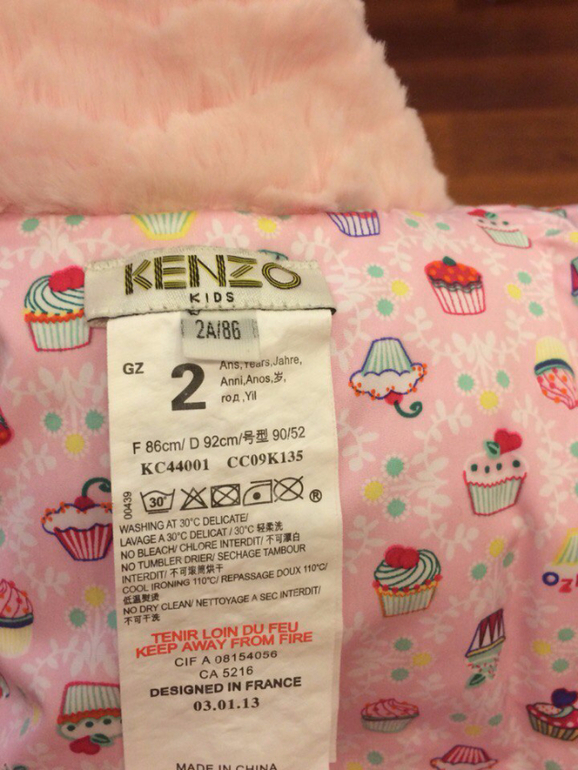 KENZO
KIDS
2A/86
GZ
2
Ans,Years,Jahre,
Anni,Anos,岁,
год,Yil
F 86cm/ D 92cm/号型 90/52
KC44001 CC09K135
00439
30° ®
WASHING AT 30°C DELICATE/
LAVAGE A 30°C DELICAT / 30°C 轻柔洗
NO BLEACH/ CHLORE INTERDIT/ 不可漂白
NO TUMBLER DRIER/ SECHAGE TAMBOUR
INTERDIT/ 不可滚筒烘干
COOL IRONING 110°C/ REPASSAGE DOUX 110°C/
低温熨烫
NO DRY CLEAN/ NETTOYAGE A SEC INTERDIT/
不可干洗
TENIR LOIN DU FEU
KEEP AWAY FROM FIRE
CIF A 08154056
CA 5216
DESIGNED IN FRANCE
03.01.13
MADE IN CHINA